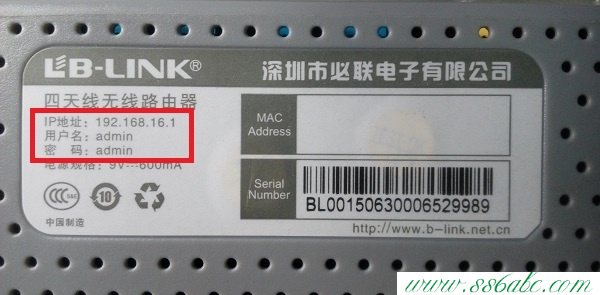 LB-LINK®
深圳市必联电子有限公司
四天线无线路由器
IP地址：192.168.16.1
用户名：admin
密 码：admin
电源规格：9V⎓600mA
MAC
Address
Serial
Number
BL00150630006529989
CCC
10
中国制造
http://www.b-link.net.cn
www.886abc.com